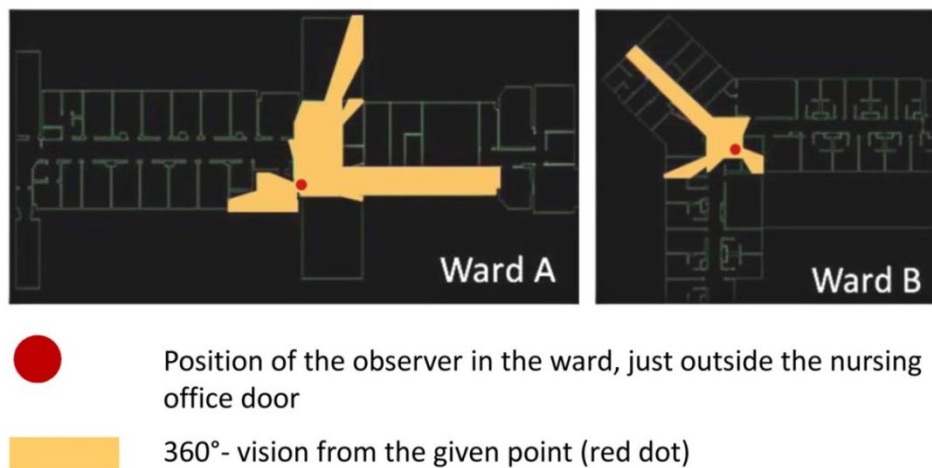 Ward A
Ward B
Position of the observer in the ward, just outside the nursing
office door
360°- vision from the given point (red dot)